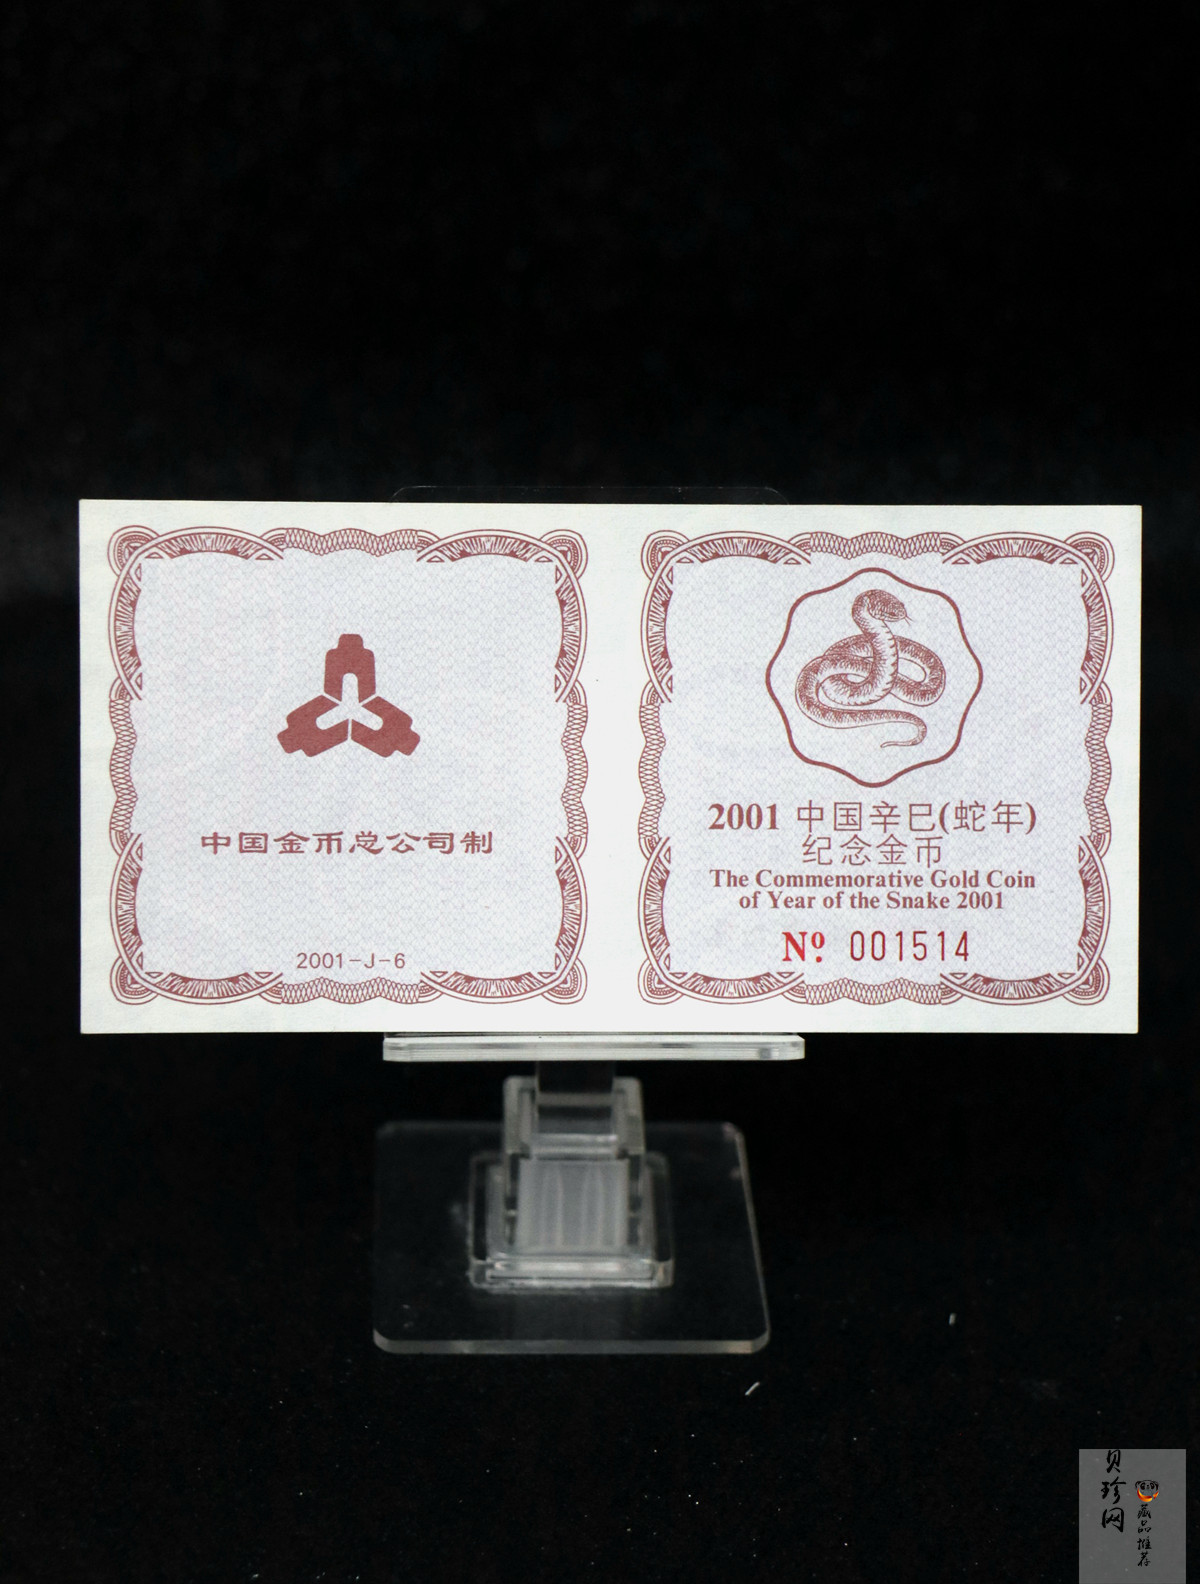 中国金币总公司制
2001-J-6
2001 中国辛巳(蛇年)
纪念金币
The Commemorative Gold Coin
of Year of the Snake 2001
Nº. 001514
贝珍网
藏品推荐